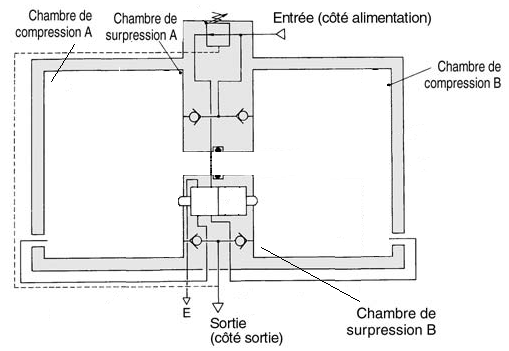 Chambre de
compression A
Chambre de
surpression A
Entrée (côté alimentation)
Chambre de
compression B
E
Sortie
(côté sortie)
Chambre de
surpression B